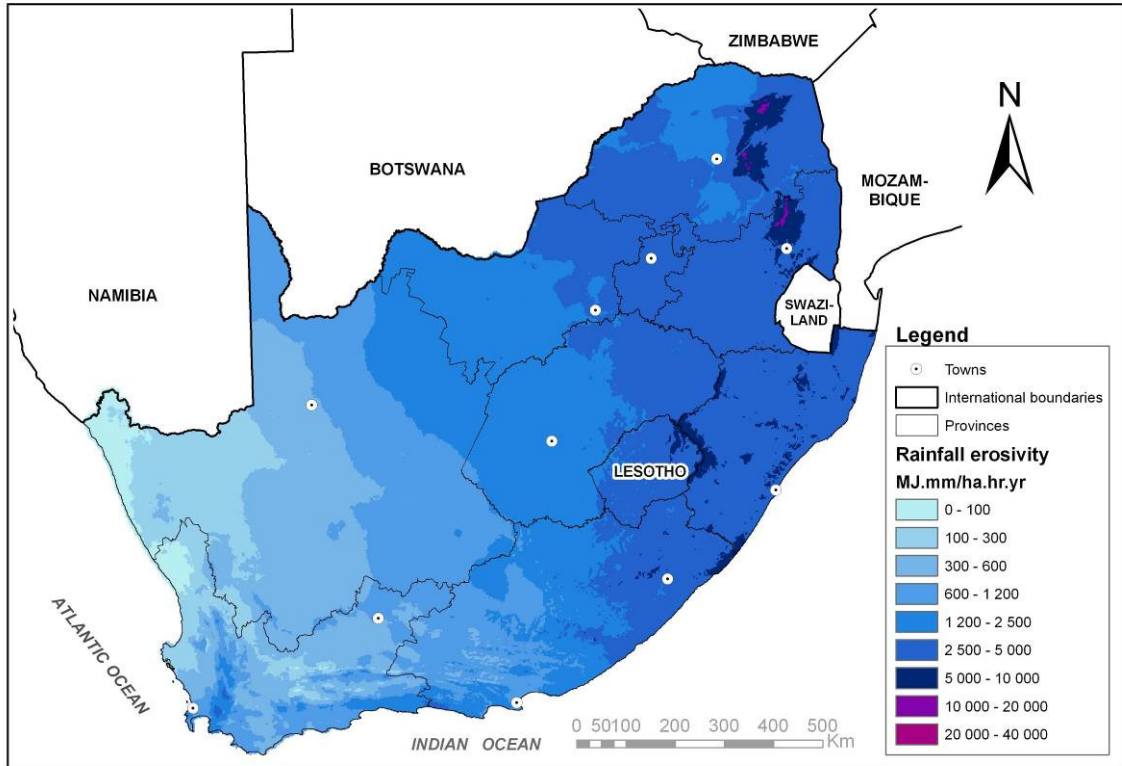 ZIMBABWE
N
BOTSWANA
MOZAM-
BIQUE
NAMIBIA
SWAZI-
LAND
LESOTHO
ATLANTIC OCEAN
INDIAN OCEAN
0 50100 200 300 400 500
Km
Legend
Towns
International boundaries
Provinces
Rainfall erosivity
MJ.mm/ha.hr.yr
0 - 100
100 - 300
300 - 600
600 - 1 200
1 200 - 2 500
2 500 - 5 000
5 000 - 10 000
10 000 - 20 000
20 000 - 40 000